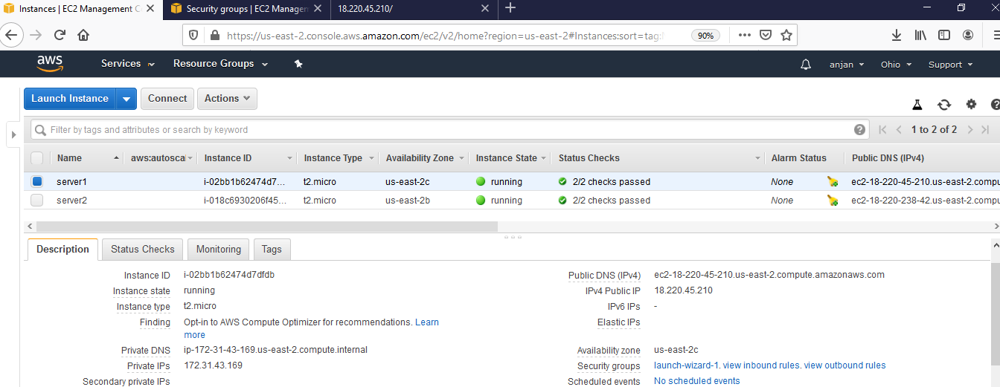 Instances | EC2 Management C
Security groups | EC2 Managem
18.220.45.210/
https://us-east-2.console.aws.amazon.com/ec2/v2/home?region=us-east-2#Instances:sort=tag:
90%
aws
Services
Resource Groups
anjan
Ohio
Support
Launch Instance
Connect
Actions
Filter by tags and attributes or search by keyword
1 to 2 of 2
Name aws:autosca Instance ID Instance Type Availability Zone Instance State Status Checks Alarm Status Public DNS (IPv4)
server1 i-02bb1b62474d7... t2.micro us-east-2c running 2/2 checks passed None ec2-18-220-45-210.us-east-2.compu
server2 i-018c6930206f45... t2.micro us-east-2b running 2/2 checks passed None ec2-18-220-238-42.us-east-2.compu
Description Status Checks Monitoring Tags
Instance ID i-02bb1b62474d7dfdb
Public DNS (IPv4) ec2-18-220-45-210.us-east-2.compute.amazonaws.com
Instance state running
IPv4 Public IP 18.220.45.210
Instance type t2.micro
IPv6 IPs -
Finding Opt-in to AWS Compute Optimizer for recommendations. Learn
more
Elastic IPs
Private DNS ip-172-31-43-169.us-east-2.compute.internal
Availability zone us-east-2c
Private IPs 172.31.43.169
Security groups launch-wizard-1. view inbound rules. view outbound rules
Secondary private IPs
Scheduled events No scheduled events